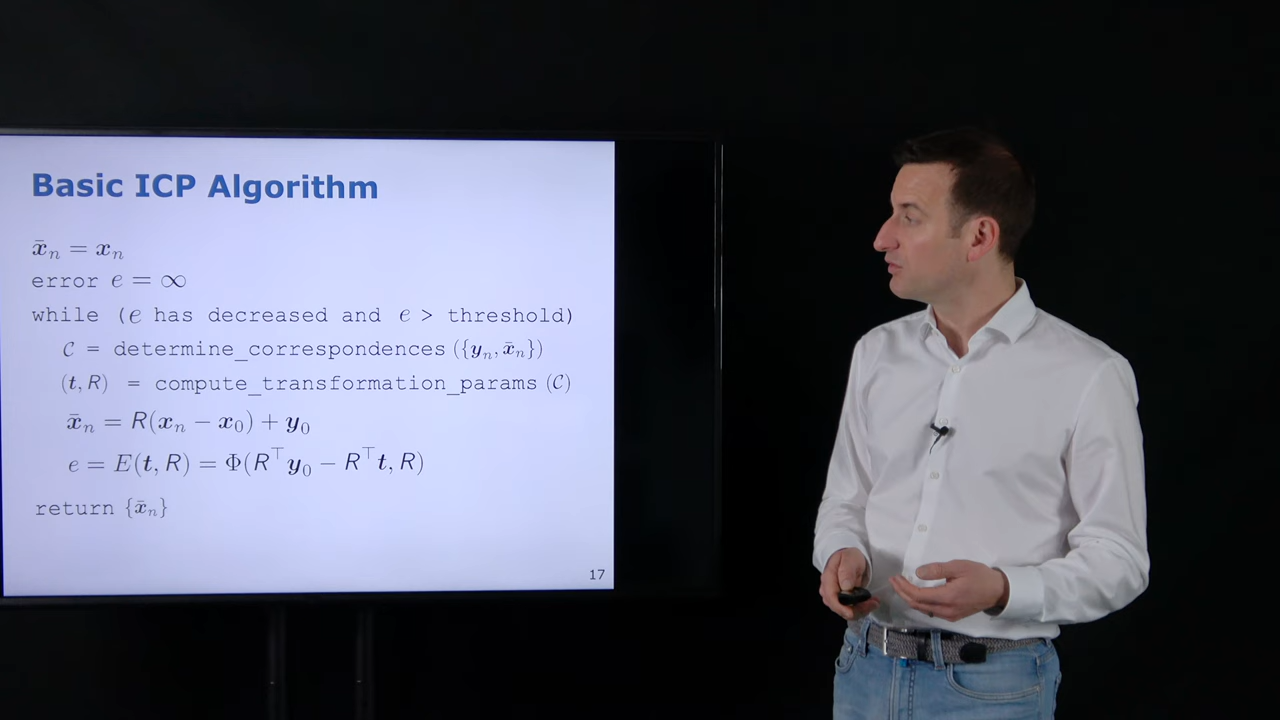 Basic ICP Algorithm
x̄ₙ = xₙ
error e = ∞
while (e has decreased and e > threshold)
𝒞 = determine_correspondences({yₙ, x̄ₙ})
(t, R) = compute_transformation_params(𝒞)
x̄ₙ = R(xₙ − x₀) + y₀
e = E(t, R) = Φ(R⊤y₀ − R⊤t, R)
return {x̄ₙ}
17